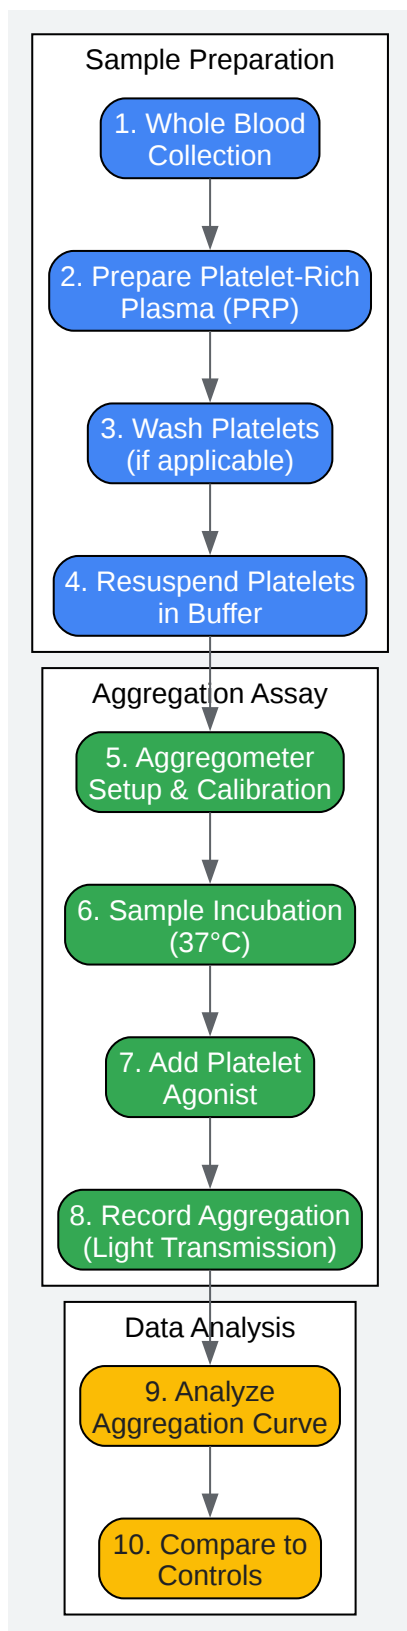 Sample Preparation
1. Whole Blood
Collection
2. Prepare Platelet-Rich
Plasma (PRP)
3. Wash Platelets
(if applicable)
4. Resuspend Platelets
in Buffer
Aggregation Assay
5. Aggregometer
Setup & Calibration
6. Sample Incubation
(37°C)
7. Add Platelet
Agonist
8. Record Aggregation
(Light Transmission)
Data Analysis
9. Analyze
Aggregation Curve
10. Compare to
Controls